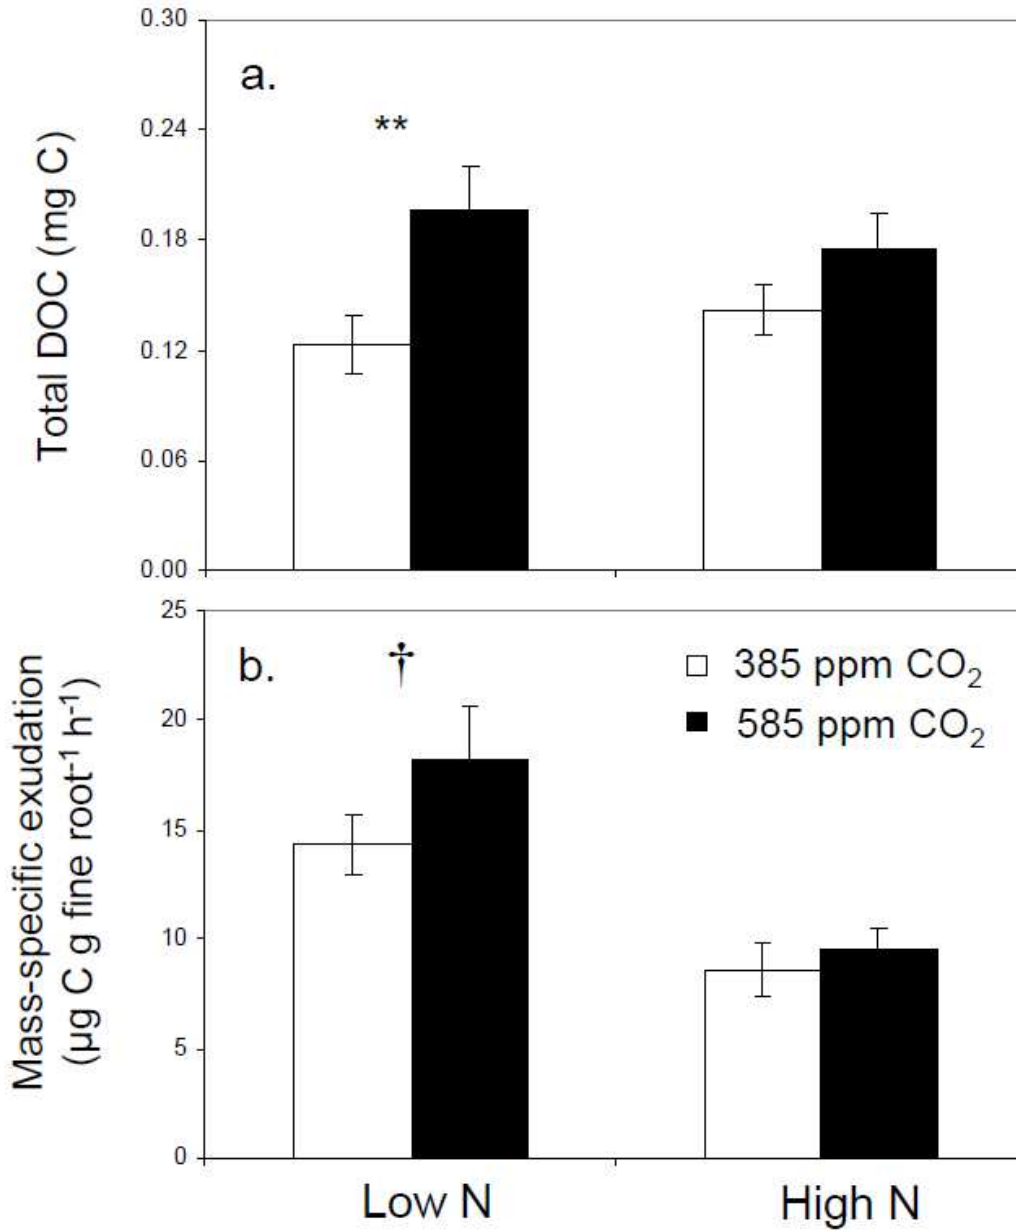 0.30
a.
**
0.24
0.18
0.12
0.06
0.00
Total DOC (mg C)
25
b.
†
385 ppm CO₂
585 ppm CO₂
20
15
10
5
0
Mass-specific exudation
(µg C g fine root⁻¹ h⁻¹)
Low N High N